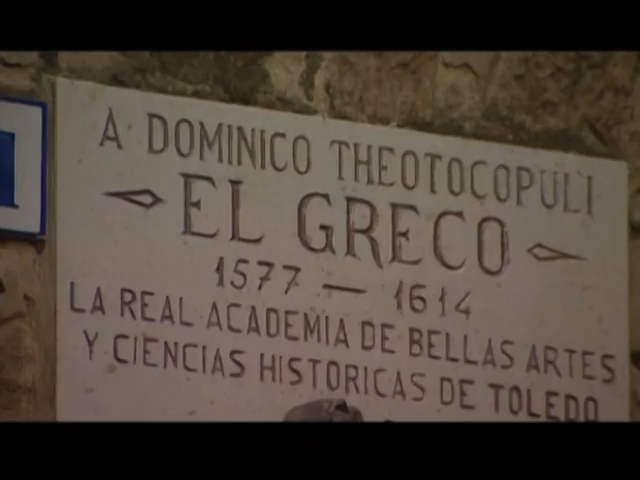 A DOMINICO THEOTOCOPULI
EL GRECO
1577 — 1614
LA REAL ACADEMIA DE BELLAS ARTES
Y CIENCIAS HISTORICAS DE TOLEDO